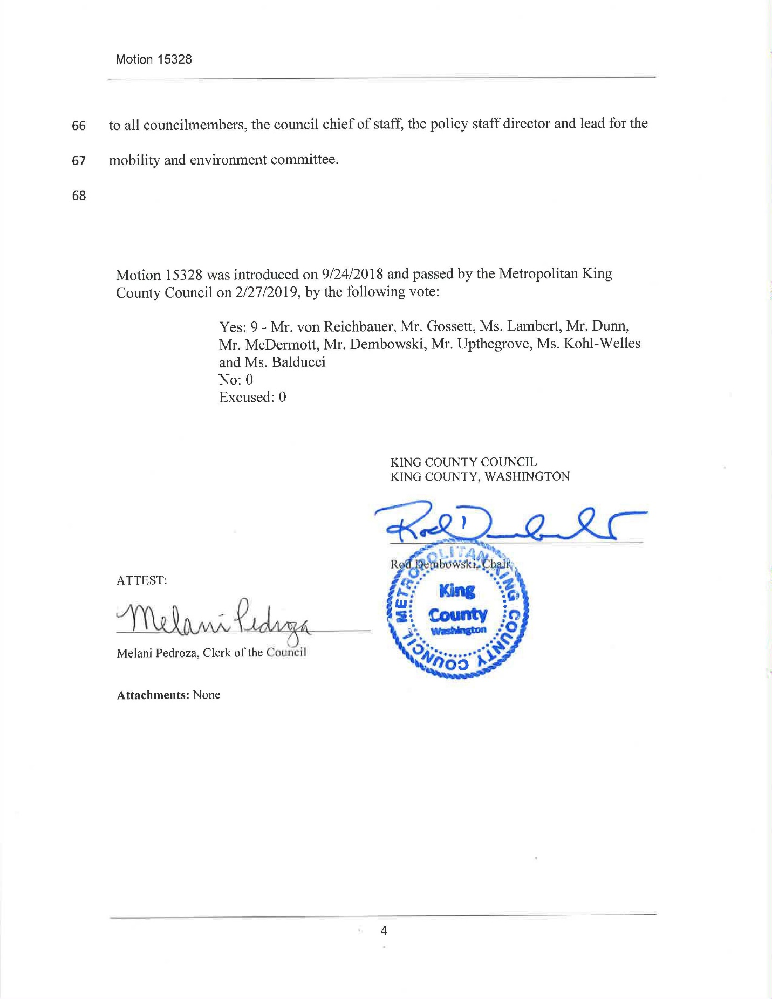 Motion 15328
66 to all councilmembers, the council chief of staff, the policy staff director and lead for the
67 mobility and environment committee.
68
Motion 15328 was introduced on 9/24/2018 and passed by the Metropolitan King
County Council on 2/27/2019, by the following vote:
Yes: 9 - Mr. von Reichbauer, Mr. Gossett, Ms. Lambert, Mr. Dunn,
Mr. McDermott, Mr. Dembowski, Mr. Upthegrove, Ms. Kohl-Welles
and Ms. Balducci
No: 0
Excused: 0
KING COUNTY COUNCIL
KING COUNTY, WASHINGTON
Rod Dembowski
Rod Dembowski, Chair
METROPOLITAN KING COUNTY COUNCIL
King
County
Washington
ATTEST:
Melani Pedroza
Melani Pedroza, Clerk of the Council
Attachments: None
4